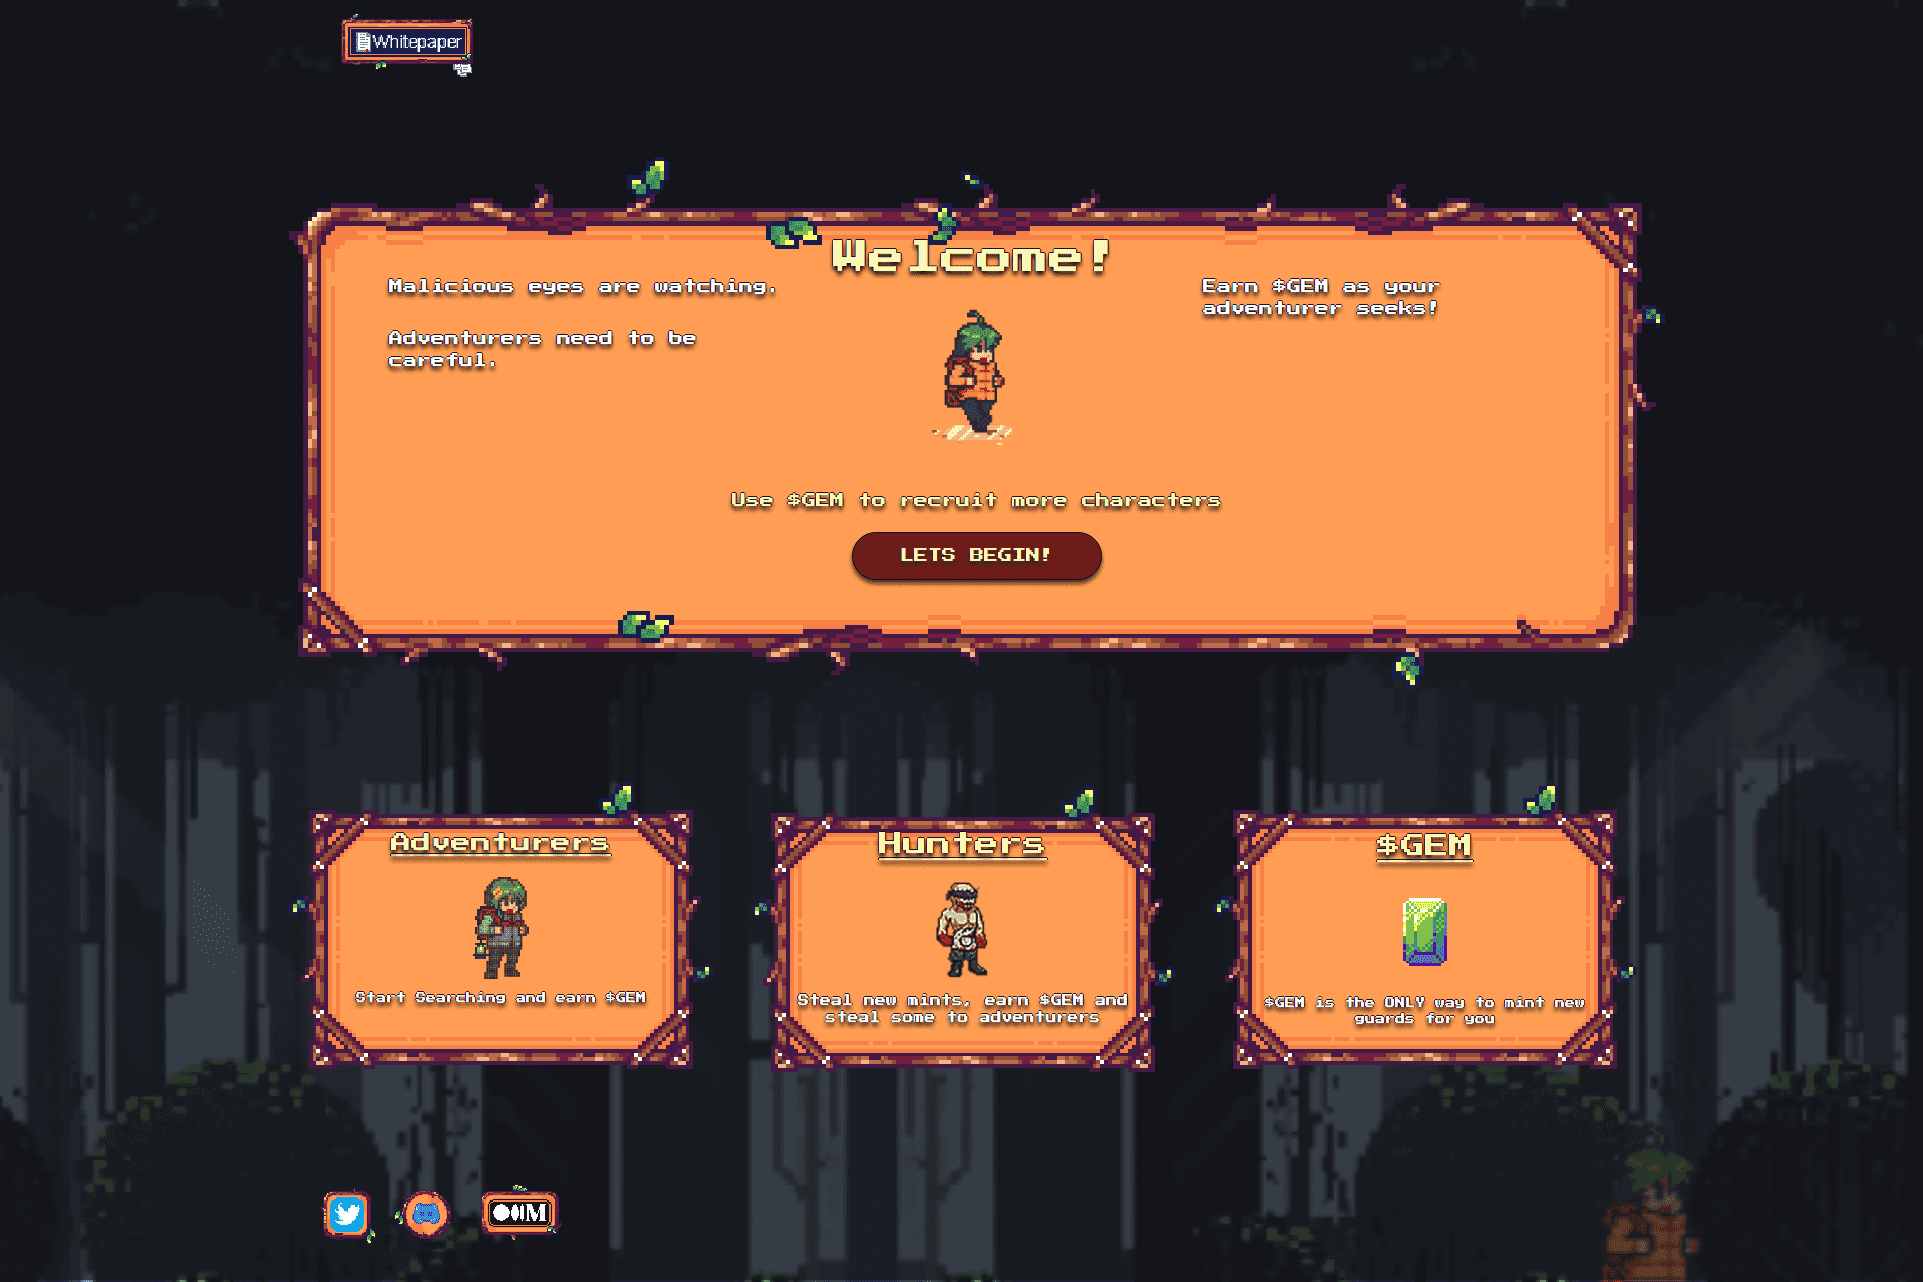 Whitepaper
Welcome!
Malicious eyes are watching.
Adventurers need to be
careful.
Earn $GEM as your
adventurer seeks!
Use $GEM to recruit more characters
LETS BEGIN!
Adventurers
Start Searching and earn $GEM
Hunters
Steal new mints, earn $GEM and
steal some to adventurers
$GEM
$GEM is the ONLY way to mint new
guards for you
M